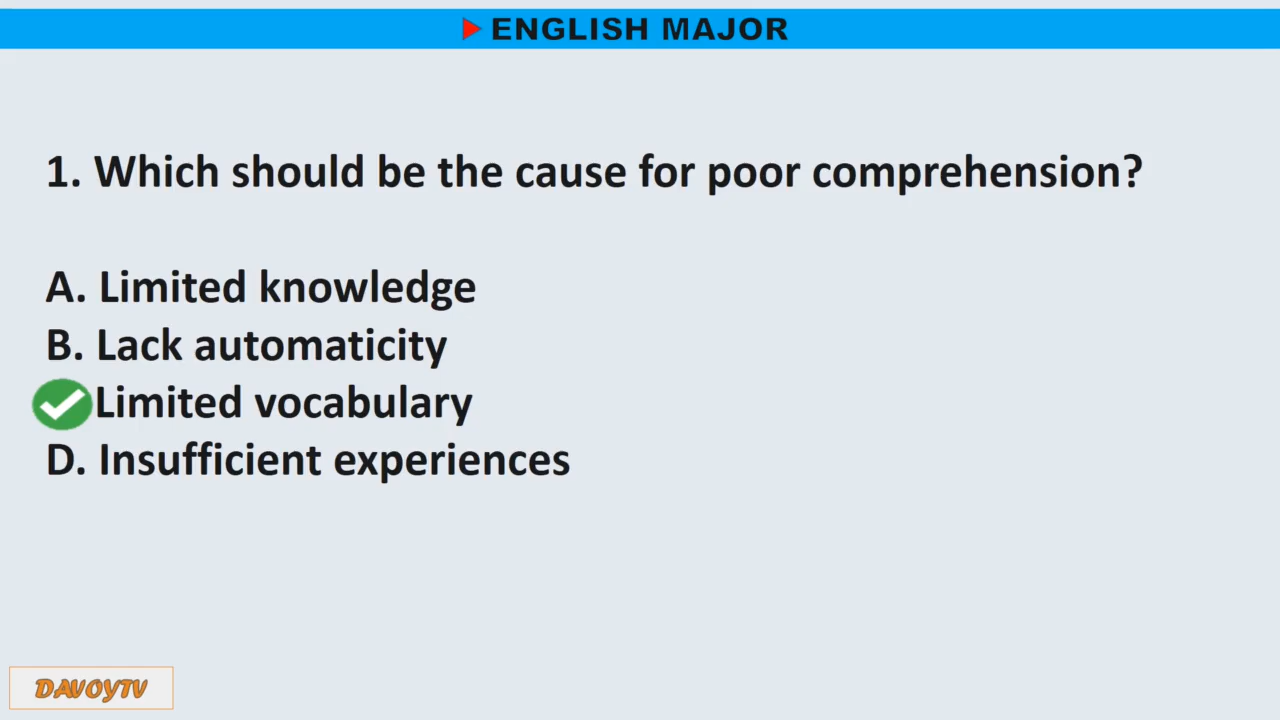 ENGLISH MAJOR
1. Which should be the cause for poor comprehension?
A. Limited knowledge
B. Lack automaticity
Limited vocabulary
D. Insufficient experiences
DAVOYTV